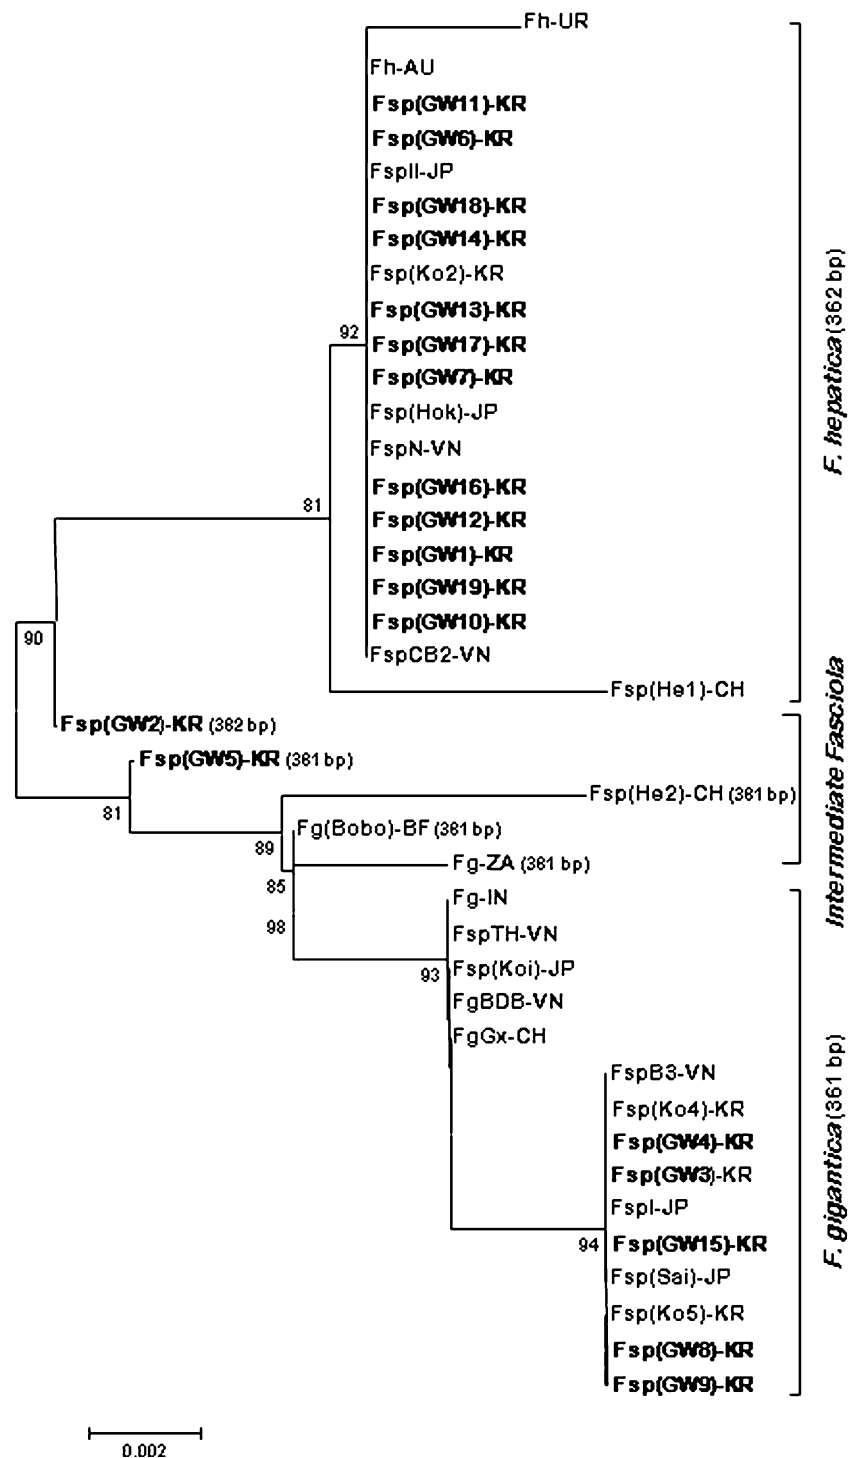 Fh-UR
Fh-AU
Fsp(GW11)-KR
Fsp(GW6)-KR
FspII-JP
Fsp(GW18)-KR
Fsp(GW14)-KR
Fsp(Ko2)-KR
Fsp(GW13)-KR
92
Fsp(GW17)-KR
Fsp(GW7)-KR
Fsp(Hok)-JP
FspN-VN
Fsp(GW16)-KR
81
Fsp(GW12)-KR
Fsp(GW1)-KR
Fsp(GW19)-KR
Fsp(GW10)-KR
90
FspCB2-VN
Fsp(He1)-CH
F. hepatica (362 bp)
Fsp(GW2)-KR (382 bp)
Fsp(GW5)-KR (381 bp)
Fsp(He2)-CH (381 bp)
81
Fg(Bobo)-BF (381 bp)
89
Fg-ZA (381 bp)
85
Intermediate Fasciola
Fg-IN
98
FspTH-VN
Fsp(Koi)-JP
93
FgBDB-VN
FgGx-CH
FspB3-VN
Fsp(Ko4)-KR
Fsp(GW4)-KR
Fsp(GW3)-KR
FspI-JP
Fsp(GW15)-KR
94
Fsp(Sai)-JP
Fsp(Ko5)-KR
Fsp(GW8)-KR
Fsp(GW9)-KR
F. gigantica (361 bp)
0.002